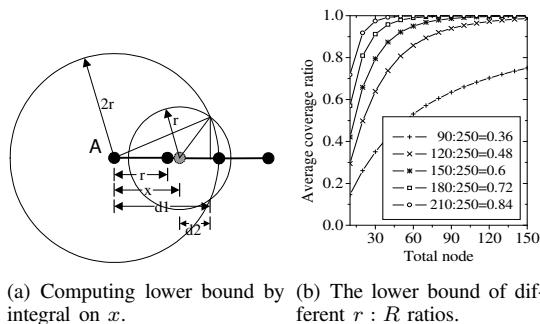 2r
r
A
r
x
d1
d2
Average coverage ratio
1.0
0.8
0.6
0.4
0.2
0.0
90:250=0.36
120:250=0.48
150:250=0.6
180:250=0.72
210:250=0.84
30 60 90 120 150
Total node
(a) Computing lower bound by integral on x.
(b) The lower bound of different r : R ratios.